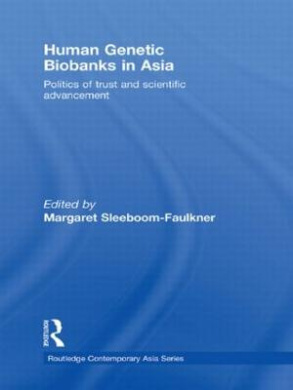 Human Genetic
Biobanks in Asia
Politics of trust and scientific
advancement
Edited by
Margaret Sleeboom-Faulkner
ROUTLEDGE
Routledge Contemporary Asia Series